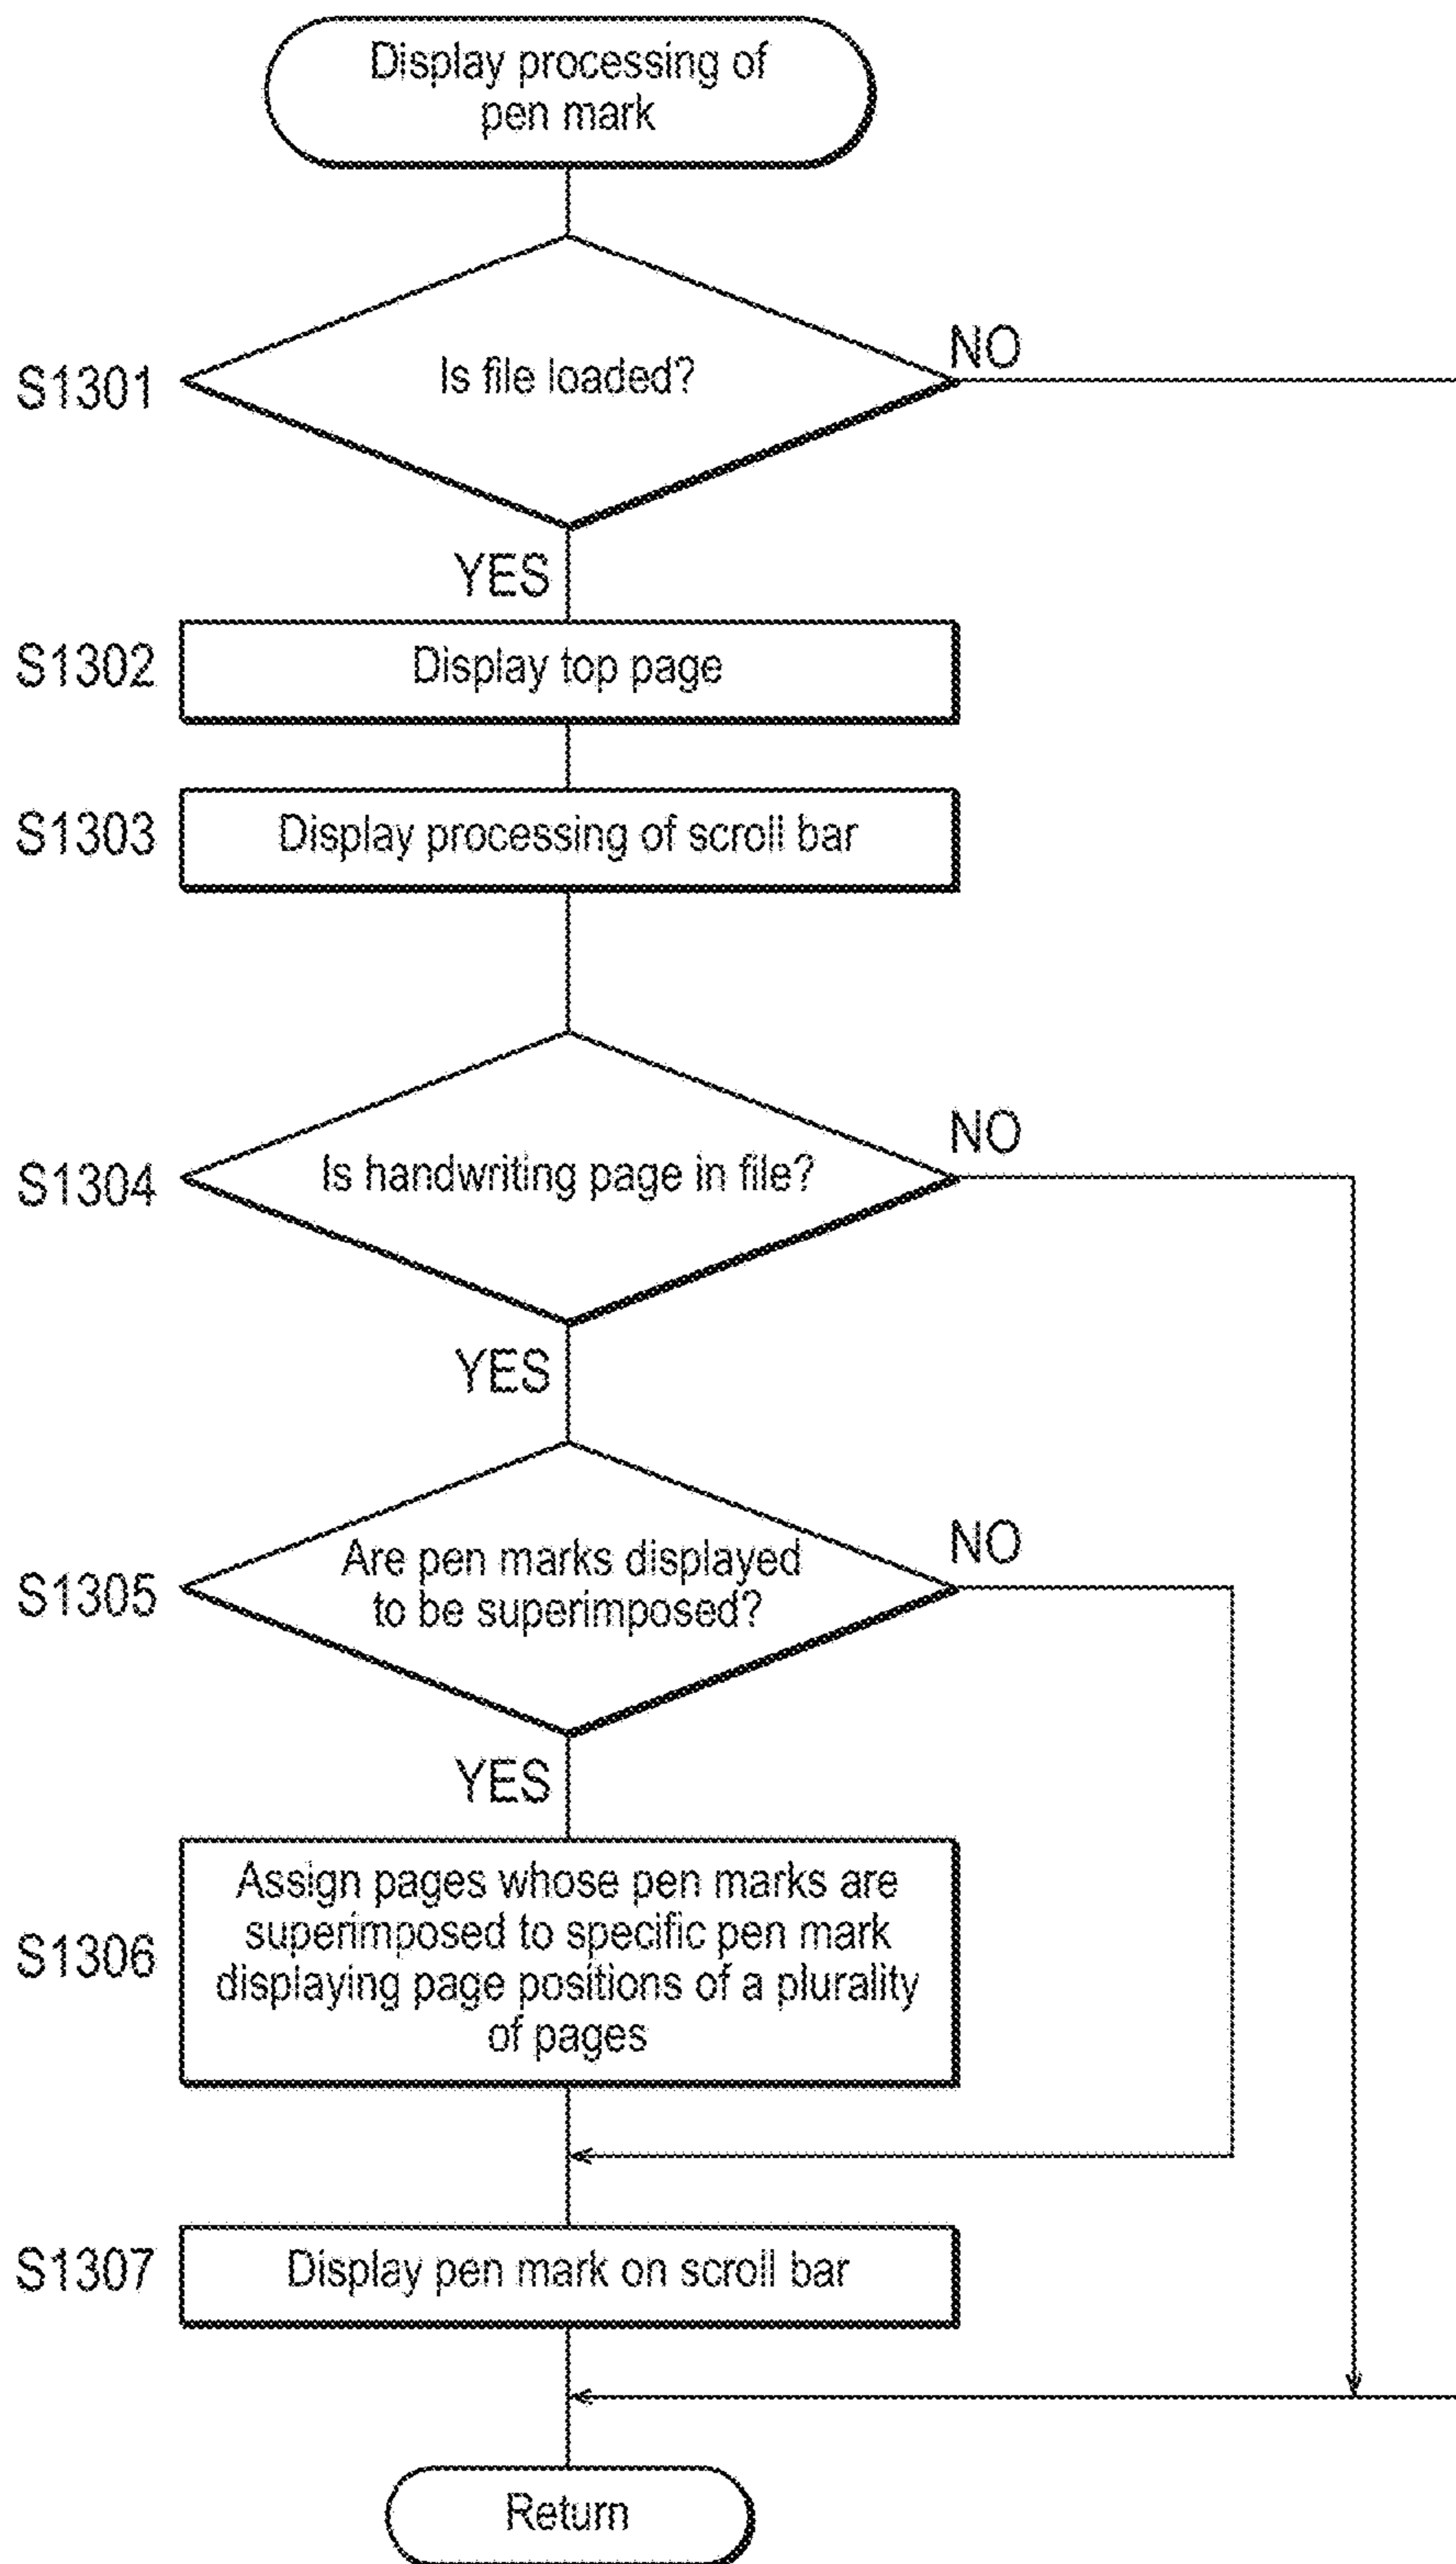 Display processing of
pen mark
S1301
Is file loaded?
NO
YES
S1302
Display top page
S1303
Display processing of scroll bar
S1304
Is handwriting page in file?
NO
YES
S1305
Are pen marks displayed
to be superimposed?
NO
YES
S1306
Assign pages whose pen marks are
superimposed to specific pen mark
displaying page positions of a plurality
of pages
S1307
Display pen mark on scroll bar
Return